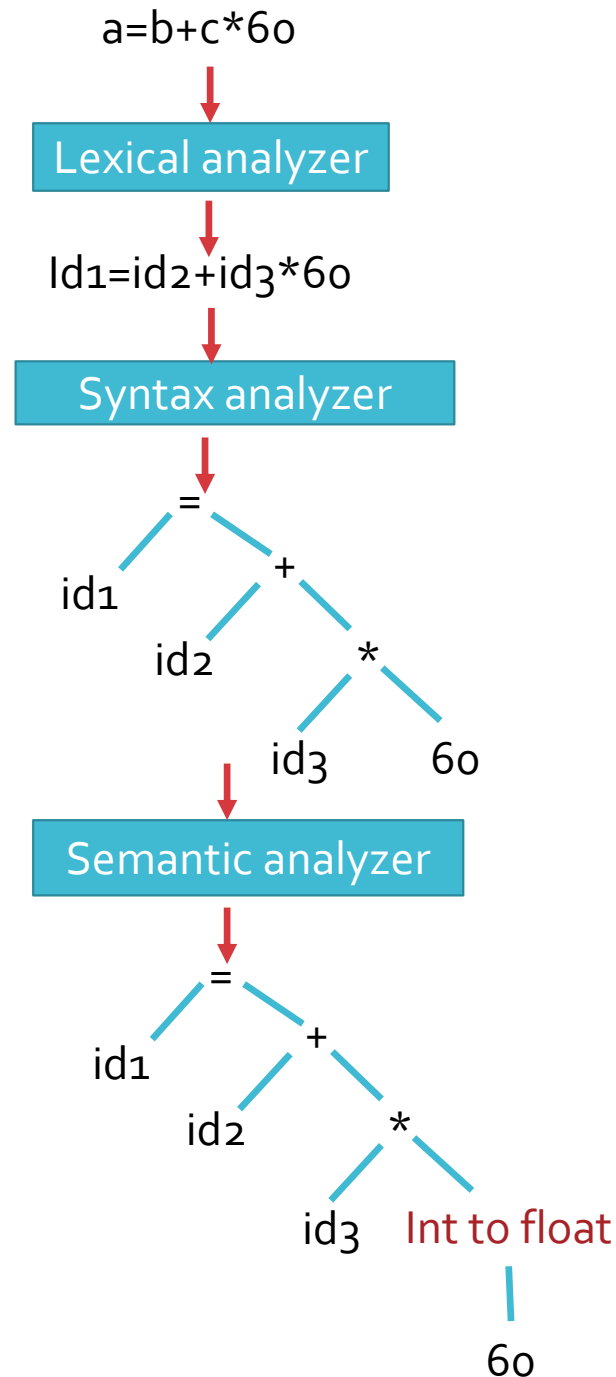 a=b+c*60
Lexical analyzer
Id1=id2+id3*60
Syntax analyzer
=
id1
+
id2
*
id3 60
Semantic analyzer
=
id1
+
id2
*
id3 Int to float
60